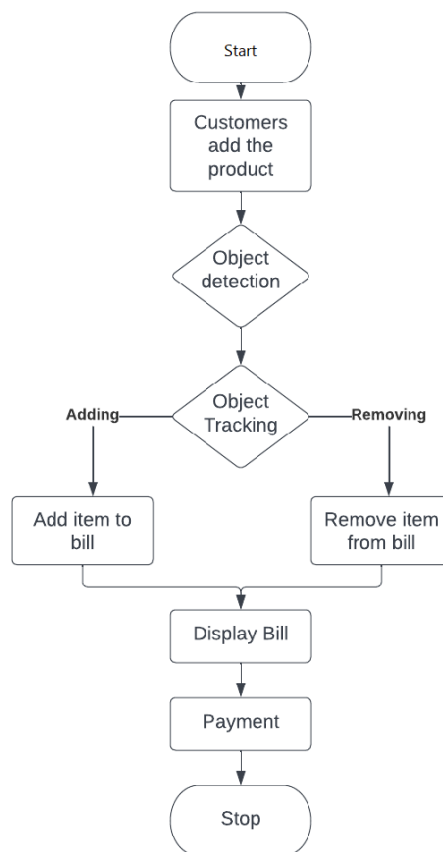 Start
Customers
add the
product
Object
detection
Object
Tracking
Adding
Removing
Add item to
bill
Remove item
from bill
Display Bill
Payment
Stop